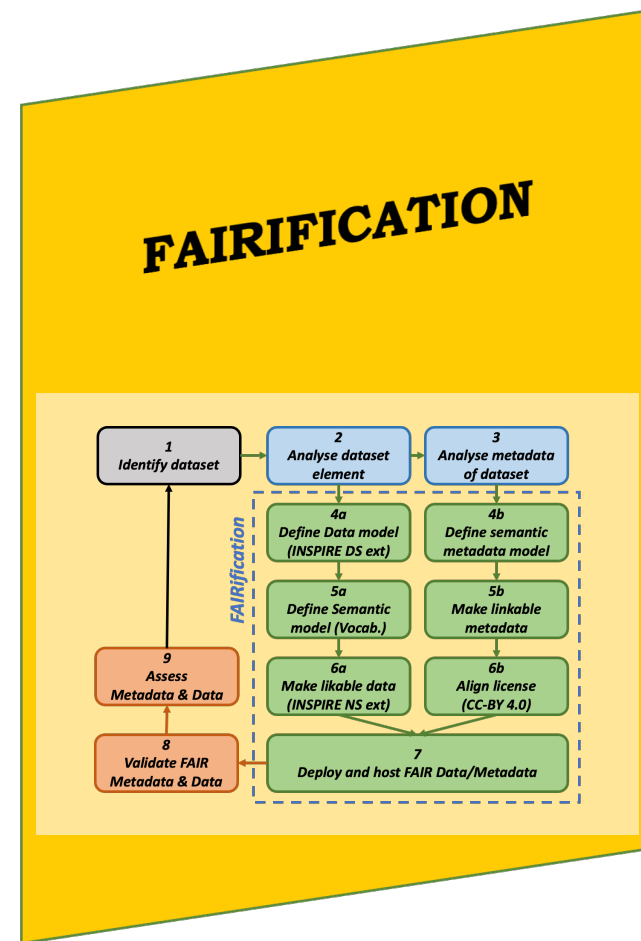 FAIRIFICATION
1
Identify dataset
2
Analyse dataset
element
3
Analyse metadata
of dataset
FAIRification
4a
Define Data model
(INSPIRE DS ext)
4b
Define semantic
metadata model
5a
Define Semantic
model (Vocab.)
5b
Make linkable
metadata
6a
Make likable data
(INSPIRE NS ext)
6b
Align license
(CC-BY 4.0)
7
Deploy and host FAIR Data/Metadata
8
Validate FAIR
Metadata & Data
9
Assess
Metadata & Data